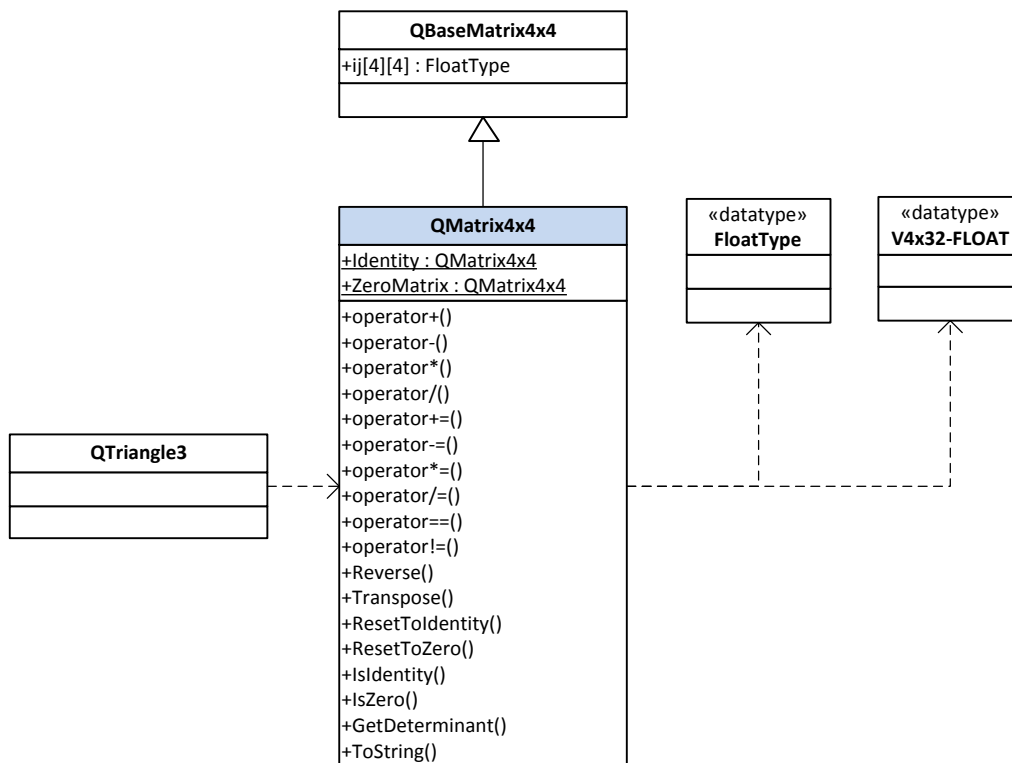 QBaseMatrix4x4
+ij[4][4] : FloatType
QMatrix4x4
+Identity : QMatrix4x4
+ZeroMatrix : QMatrix4x4
+operator+()
+operator-()
+operator*()
+operator/()
+operator+=()
+operator-=()
+operator*=()
+operator/=()
+operator==()
+operator!=()
+Reverse()
+Transpose()
+ResetToIdentity()
+ResetToZero()
+IsIdentity()
+IsZero()
+GetDeterminant()
+ToString()
«datatype»
FloatType
«datatype»
V4x32-FLOAT
QTriangle3